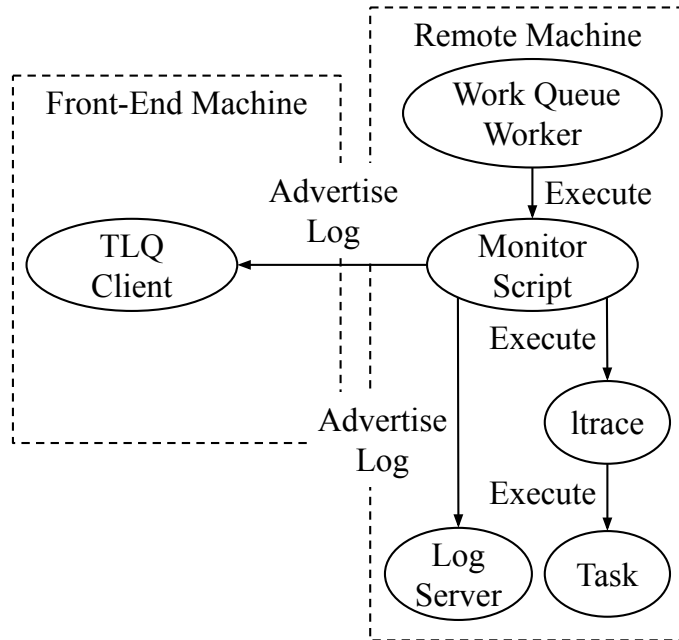 Remote Machine
Front-End Machine
Work Queue
Worker
Execute
Advertise
Log
TLQ
Client
Monitor
Script
Execute
Advertise
Log
ltrace
Execute
Log
Server
Task